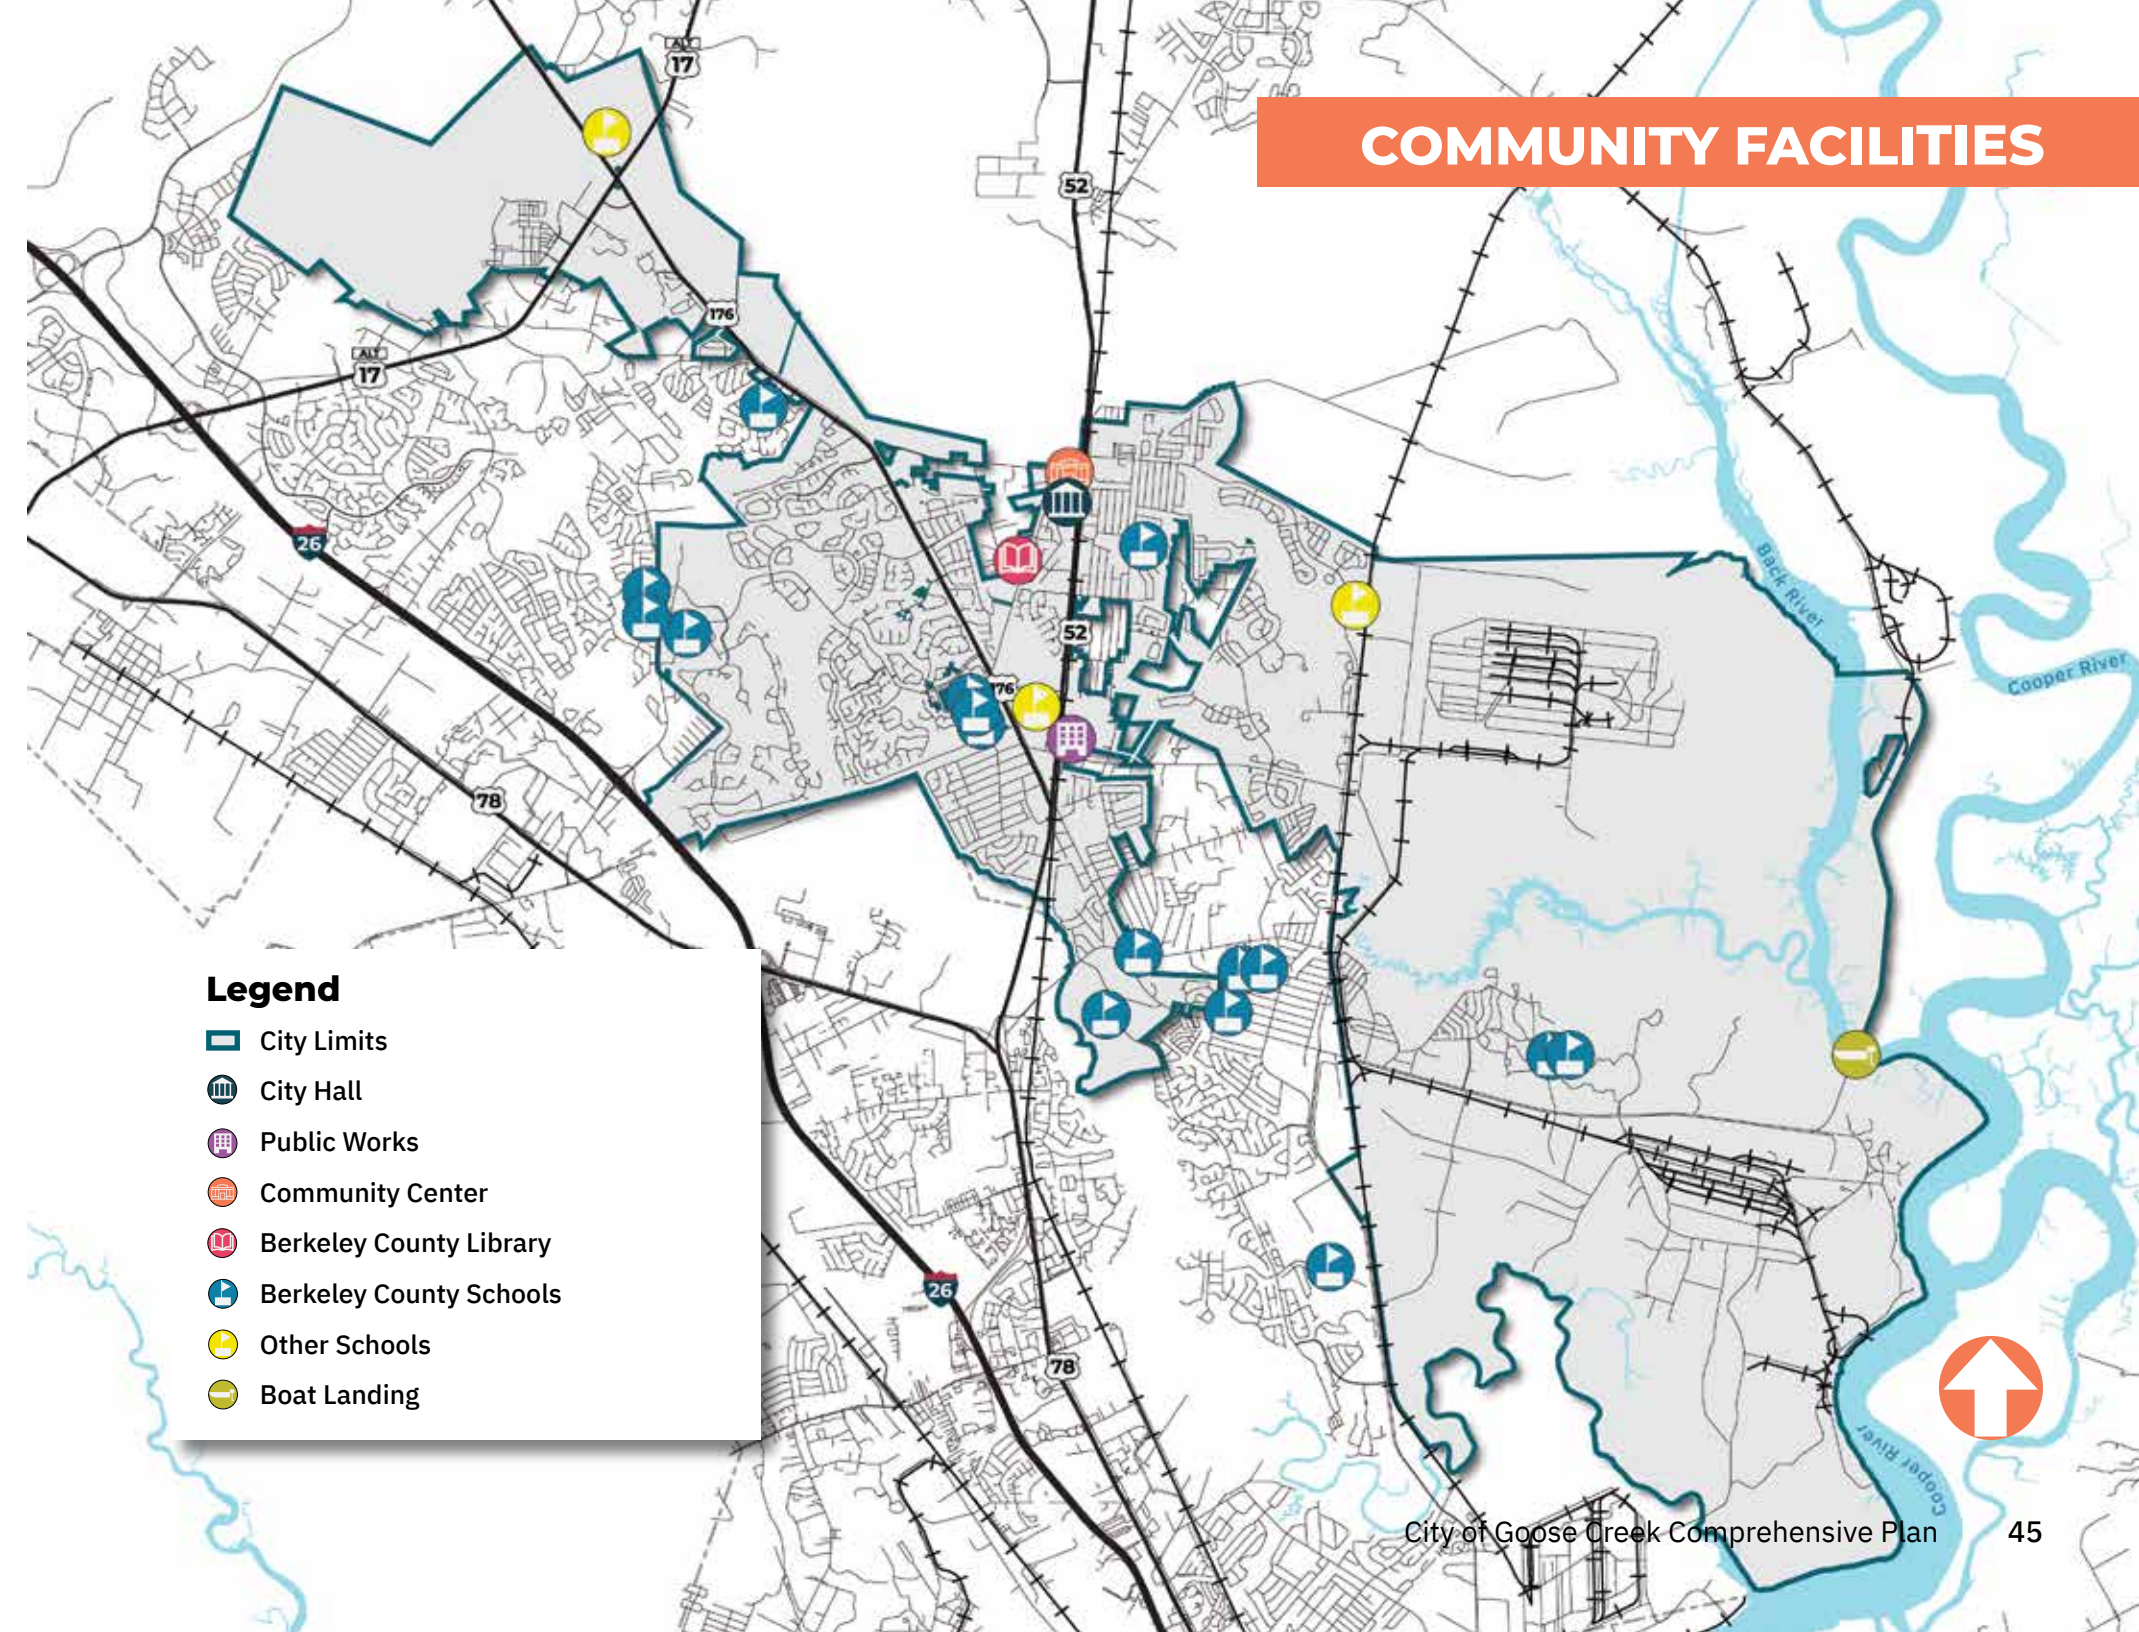 COMMUNITY FACILITIES
ALT
17
52
176
ALT
17
26
Back River
52
Cooper River
176
78
Legend
City Limits
City Hall
Public Works
Community Center
Berkeley County Library
Berkeley County Schools
Other Schools
Boat Landing
26
78
Cooper River
City of Goose Creek Comprehensive Plan 45